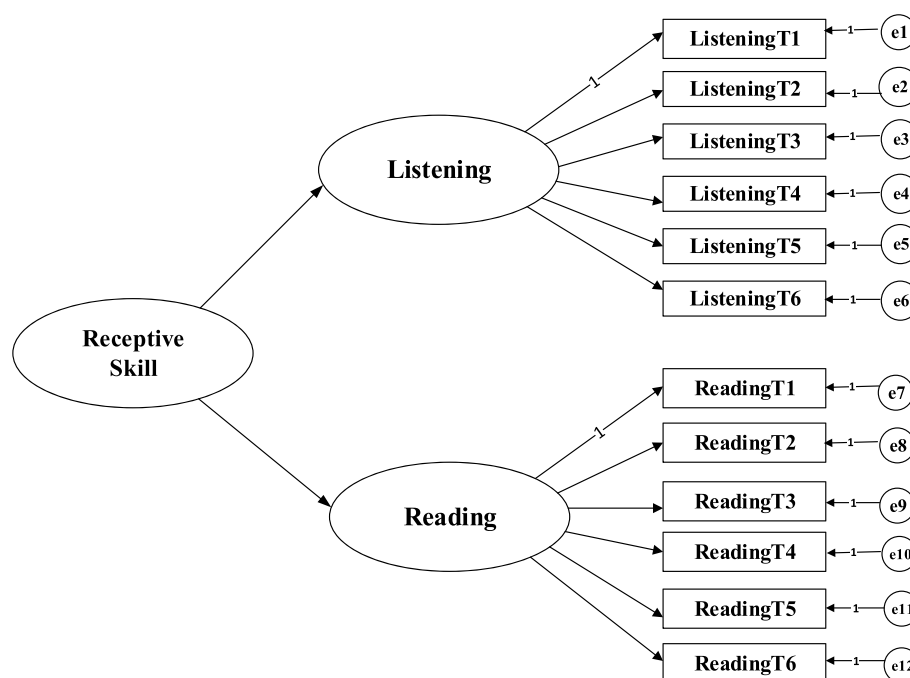 ListeningT1
1
e1
1
ListeningT2
1
e2
ListeningT3
1
e3
Listening
ListeningT4
1
e4
ListeningT5
1
e5
ListeningT6
1
e6
Receptive
Skill
ReadingT1
1
e7
1
ReadingT2
1
e8
ReadingT3
1
e9
Reading
ReadingT4
1
e10
ReadingT5
1
e11
ReadingT6
1
e12